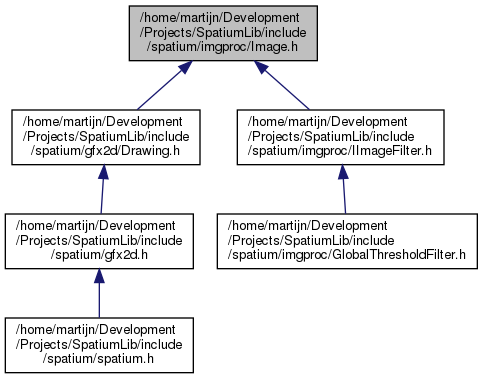 /home/martijn/Development
/Projects/SpatiumLib/include
/spatium/imgproc/Image.h
/home/martijn/Development
/Projects/SpatiumLib/include
/spatium/gfx2d/Drawing.h
/home/martijn/Development
/Projects/SpatiumLib/include
/spatium/imgproc/IImageFilter.h
/home/martijn/Development
/Projects/SpatiumLib/include
/spatium/gfx2d.h
/home/martijn/Development
/Projects/SpatiumLib/include
/spatium/imgproc/GlobalThresholdFilter.h
/home/martijn/Development
/Projects/SpatiumLib/include
/spatium/spatium.h